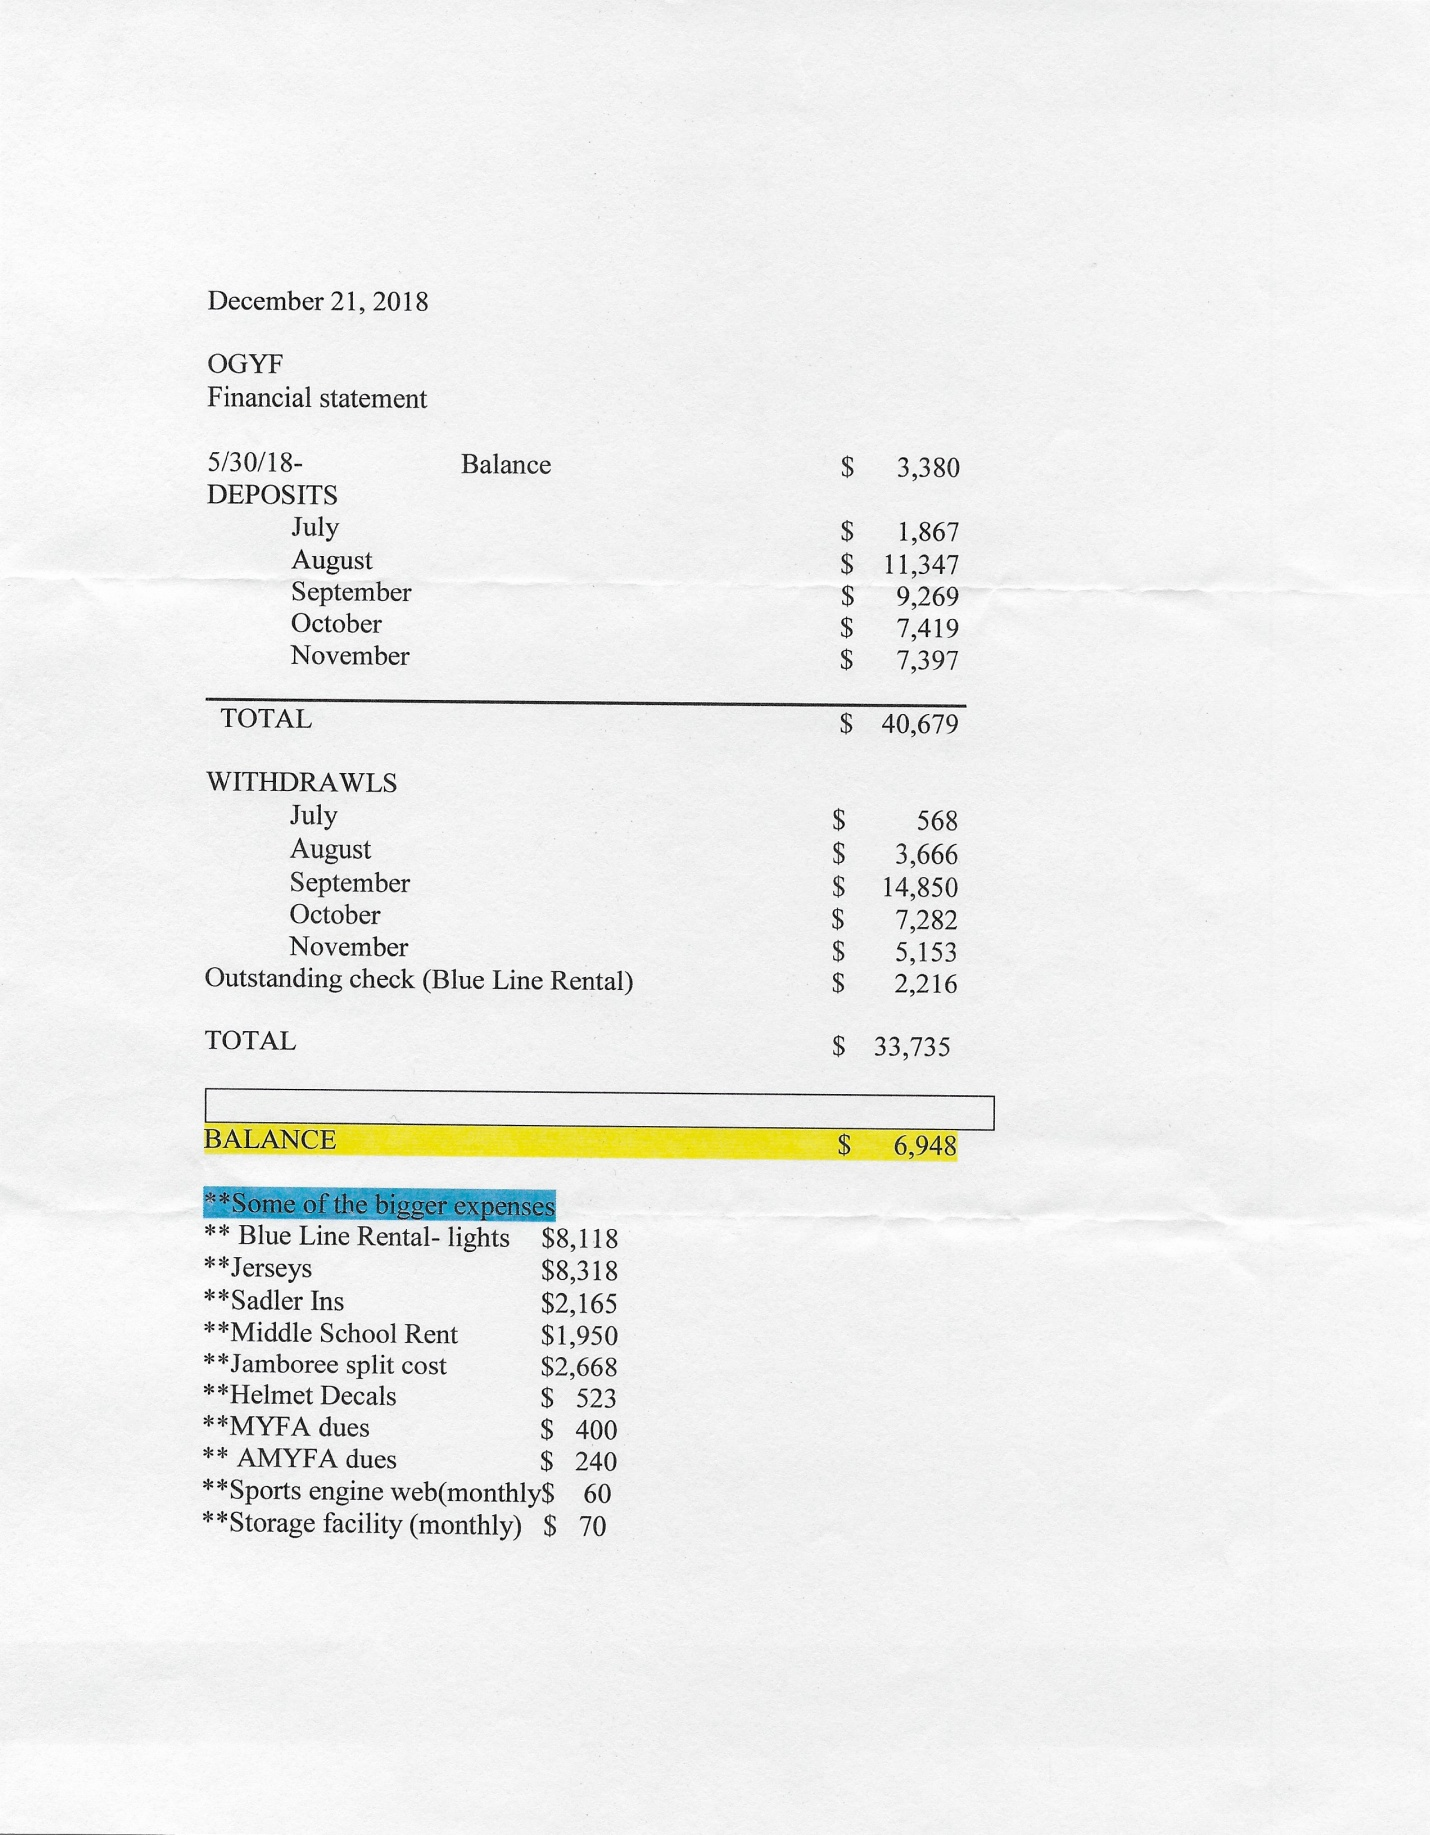 December 21, 2018
OGYF
Financial statement
5/30/18- Balance $ 3,380
DEPOSITS
July $ 1,867
August $ 11,347
September $ 9,269
October $ 7,419
November $ 7,397
TOTAL $ 40,679
WITHDRAWLS
July $ 568
August $ 3,666
September $ 14,850
October $ 7,282
November $ 5,153
Outstanding check (Blue Line Rental) $ 2,216
TOTAL $ 33,735
BALANCE $ 6,948
**Some of the bigger expenses
** Blue Line Rental- lights $8,118
**Jerseys $8,318
**Sadler Ins $2,165
**Middle School Rent $1,950
**Jamboree split cost $2,668
**Helmet Decals $ 523
**MYFA dues $ 400
** AMYFA dues $ 240
**Sports engine web(monthly$ 60
**Storage facility (monthly) $ 70